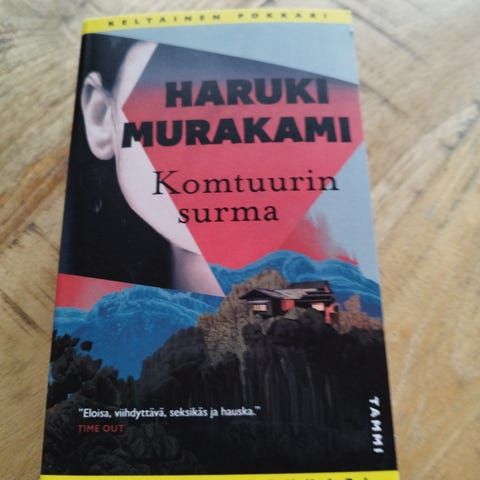 KELTAINEN POKKARI
HARUKI
MURAKAMI
Komtuurin
surma
"Eloisa, viihdyttävä, seksikäs ja hauska."
TIME OUT
TAMMI